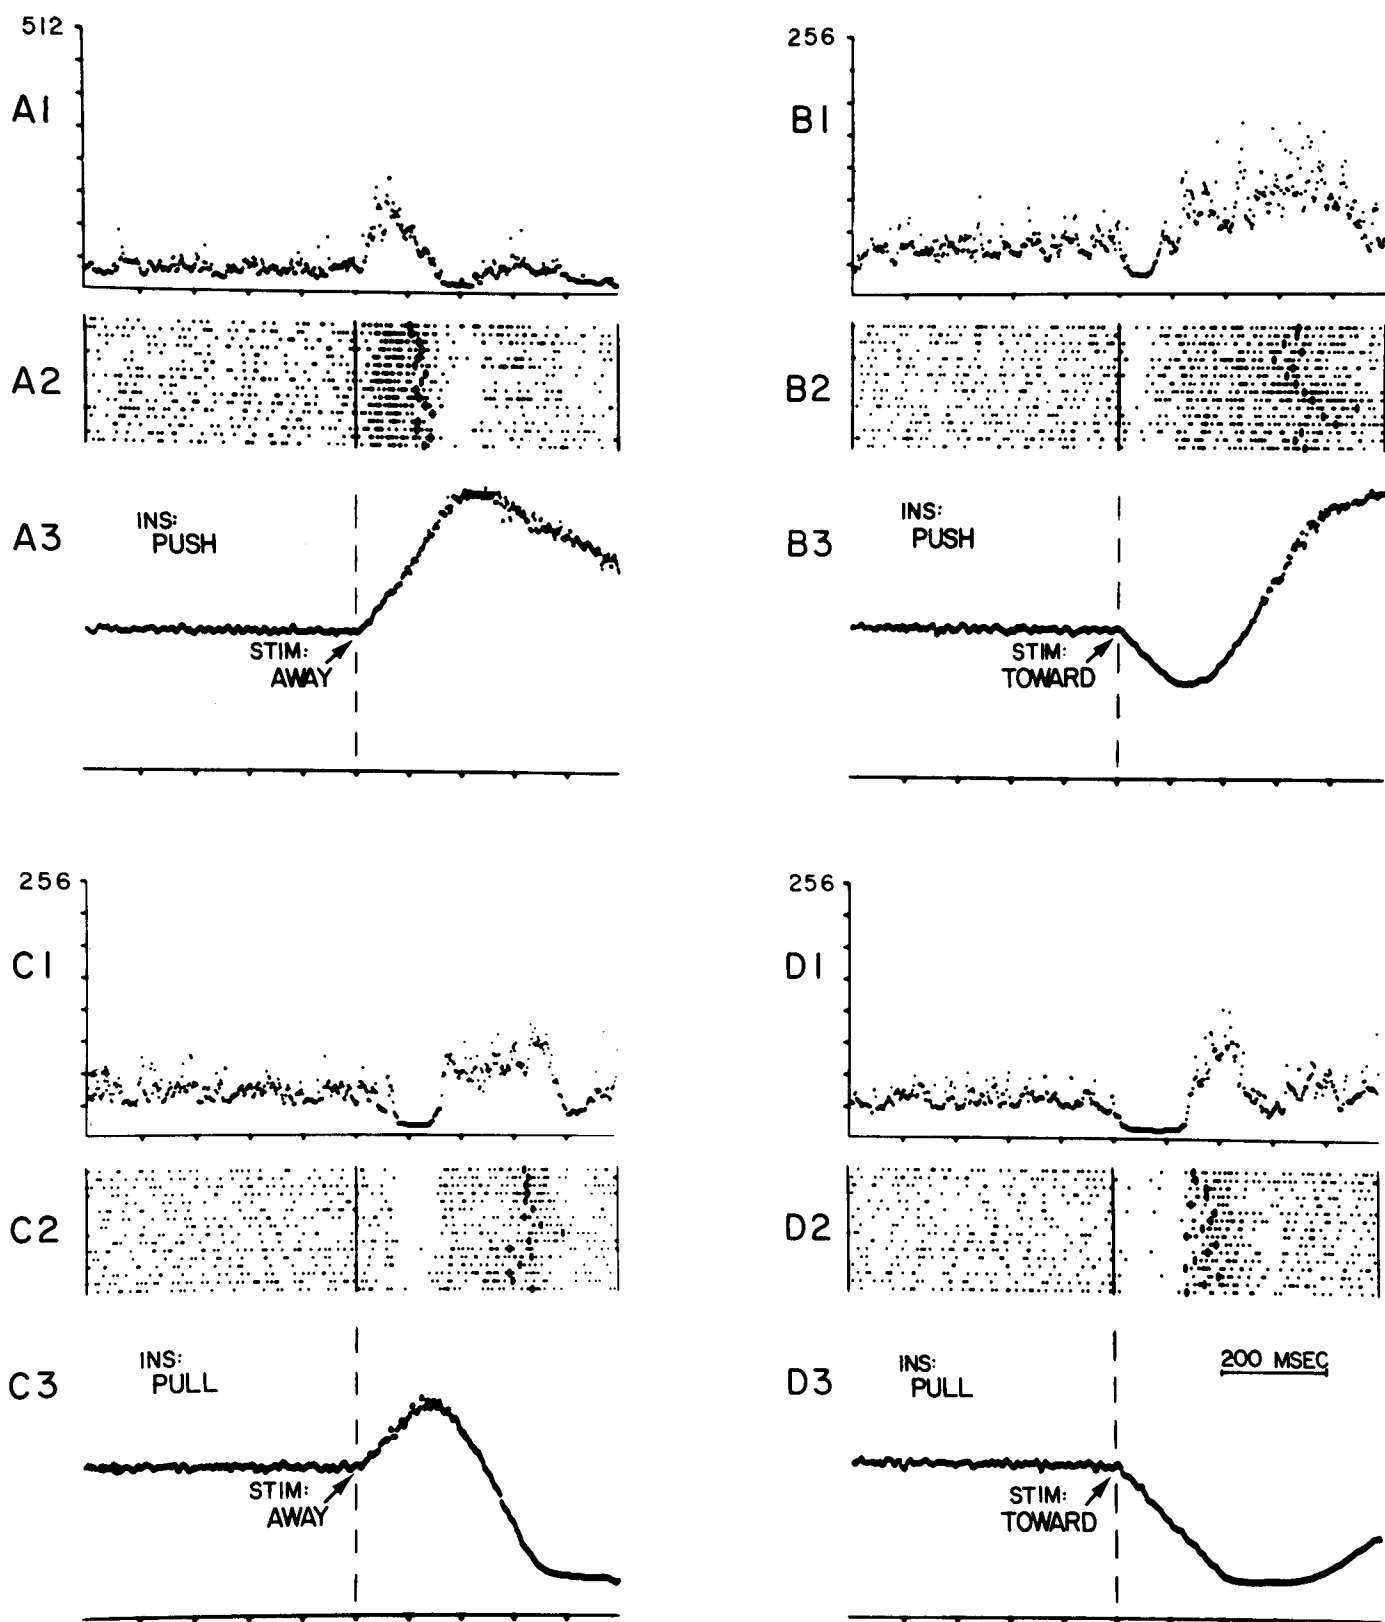 512
A1
A2
A3
INS:
PUSH
STIM:
AWAY
256
B1
B2
B3
INS:
PUSH
STIM:
TOWARD
256
C1
C2
C3
INS:
PULL
STIM:
AWAY
256
D1
D2
D3
INS:
PULL
200 MSEC
STIM:
TOWARD